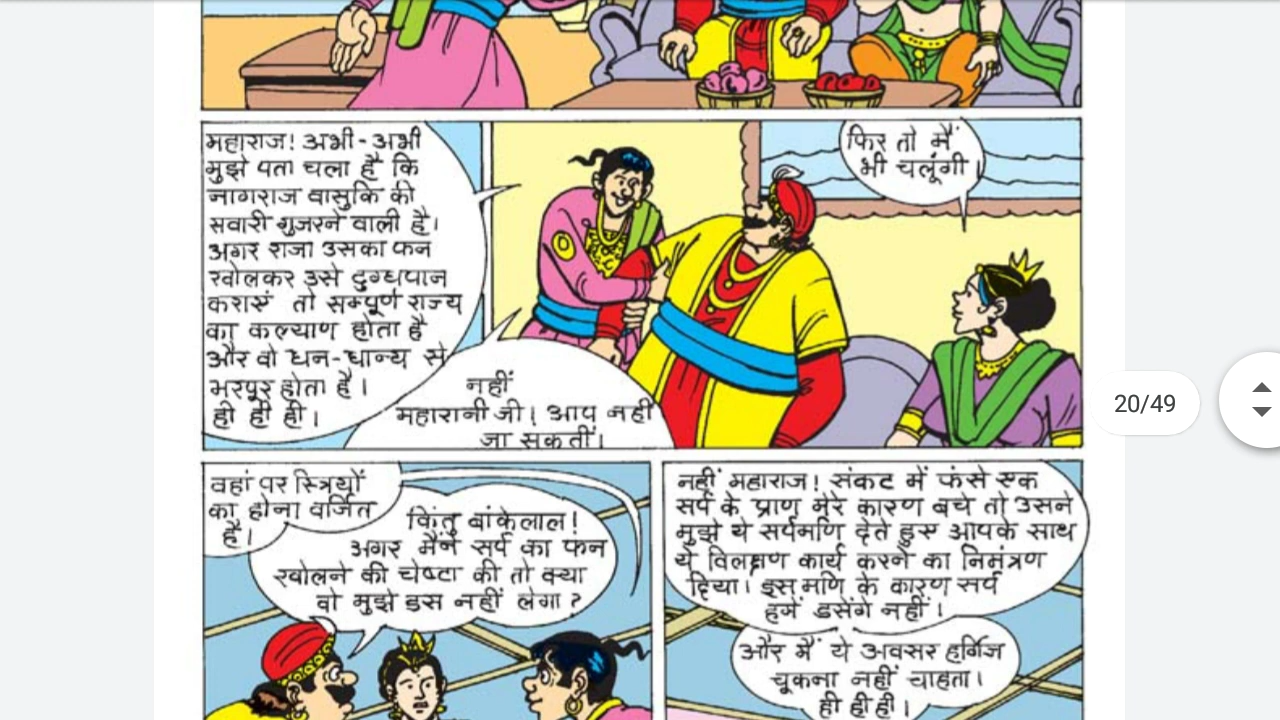 महाराज! अभी-अभी
मुझे पता चला है कि
नागराज वासुकि की
सवारी गुजरने वाली है।
अगर राजा उसका फन
खोलकर उसे दुग्धपान
कराएं तो सम्पूर्ण राज्य
का कल्याण होता है
और वो धन-धान्य से
भरपूर होता है।
ही ही ही।
फिर तो मैं
भी चलूंगी।
नहीं
महारानी जी। आप नहीं
जा सकतीं।
20/49
वहां पर स्त्रियों
का होना वर्जित
है।
किंतु बांकेलाल!
अगर मैंने सर्प का फन
खोलने की चेष्टा की तो क्या
वो मुझे डस नहीं लेगा?
नहीं महाराज! संकट में फंसे एक
सर्प के प्राण मेरे कारण बचे तो उसने
मुझे ये सर्पमणि देते हुए आपके साथ
ये विलक्षण कार्य करने का निमंत्रण
दिया। इस मणि के कारण सर्प
हमें डसेंगे नहीं।
और मैं ये अवसर हर्गिज
चूकना नहीं चाहता।
ही ही ही।